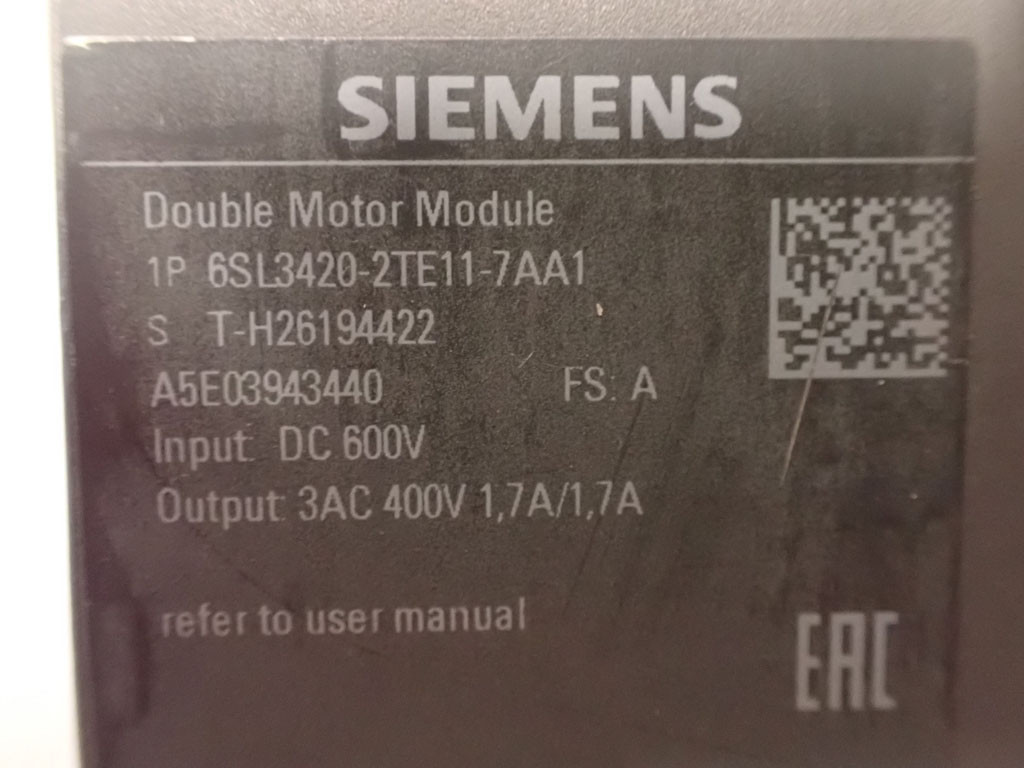 SIEMENS
Double Motor Module
1P 6SL3420-2TE11-7AA1
S T-H26194422
A5E03943440 FS: A
Input: DC 600V
Output: 3AC 400V 1,7A/1,7A
refer to user manual
EAC